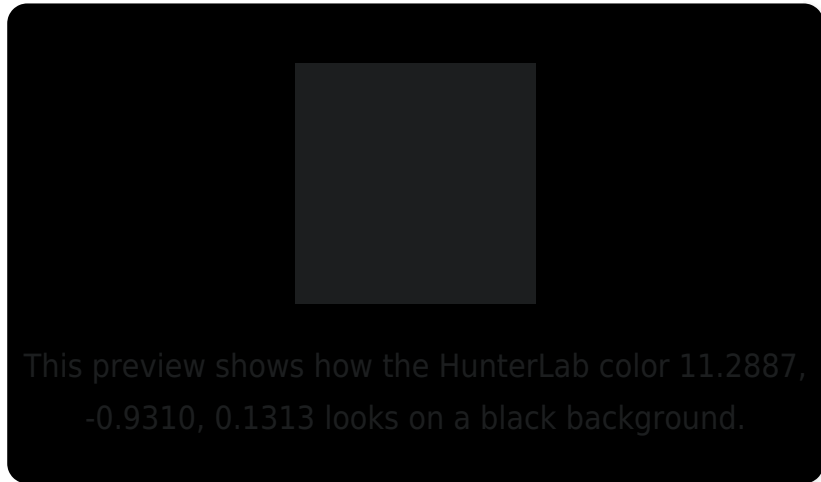 This preview shows how the HunterLab color 11.2887,
-0.9310, 0.1313 looks on a black background.